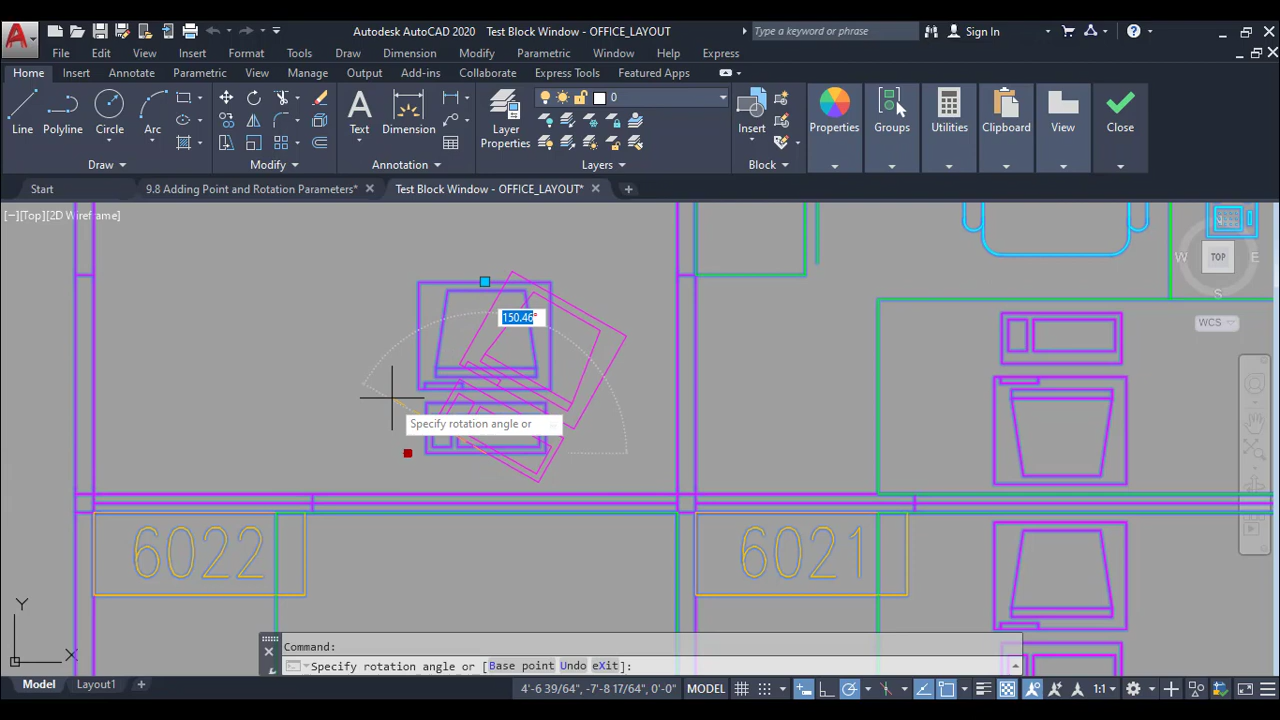 Autodesk AutoCAD 2020 Test Block Window - OFFICE_LAYOUT
Type a keyword or phrase
Sign In
File Edit View Insert Format Tools Draw Dimension Modify Parametric Window Help Express
Home Insert Annotate Parametric View Manage Output Add-ins Collaborate Express Tools Featured Apps
0
Line Polyline Circle Arc Text Dimension Layer Properties Insert Properties Groups Utilities Clipboard View Close
Draw Modify Annotation Layers Block
Start 9.8 Adding Point and Rotation Parameters* Test Block Window - OFFICE_LAYOUT*
[−][Top][2D Wireframe]
N
W TOP E
S
WCS
150.46°
Specify rotation angle or
6022 6021
Y
X
Command:
Specify rotation angle or [Base point Undo eXit]:
Model Layout1
4'-6 39/64", -7'-8 17/64", 0'-0" MODEL 1:1